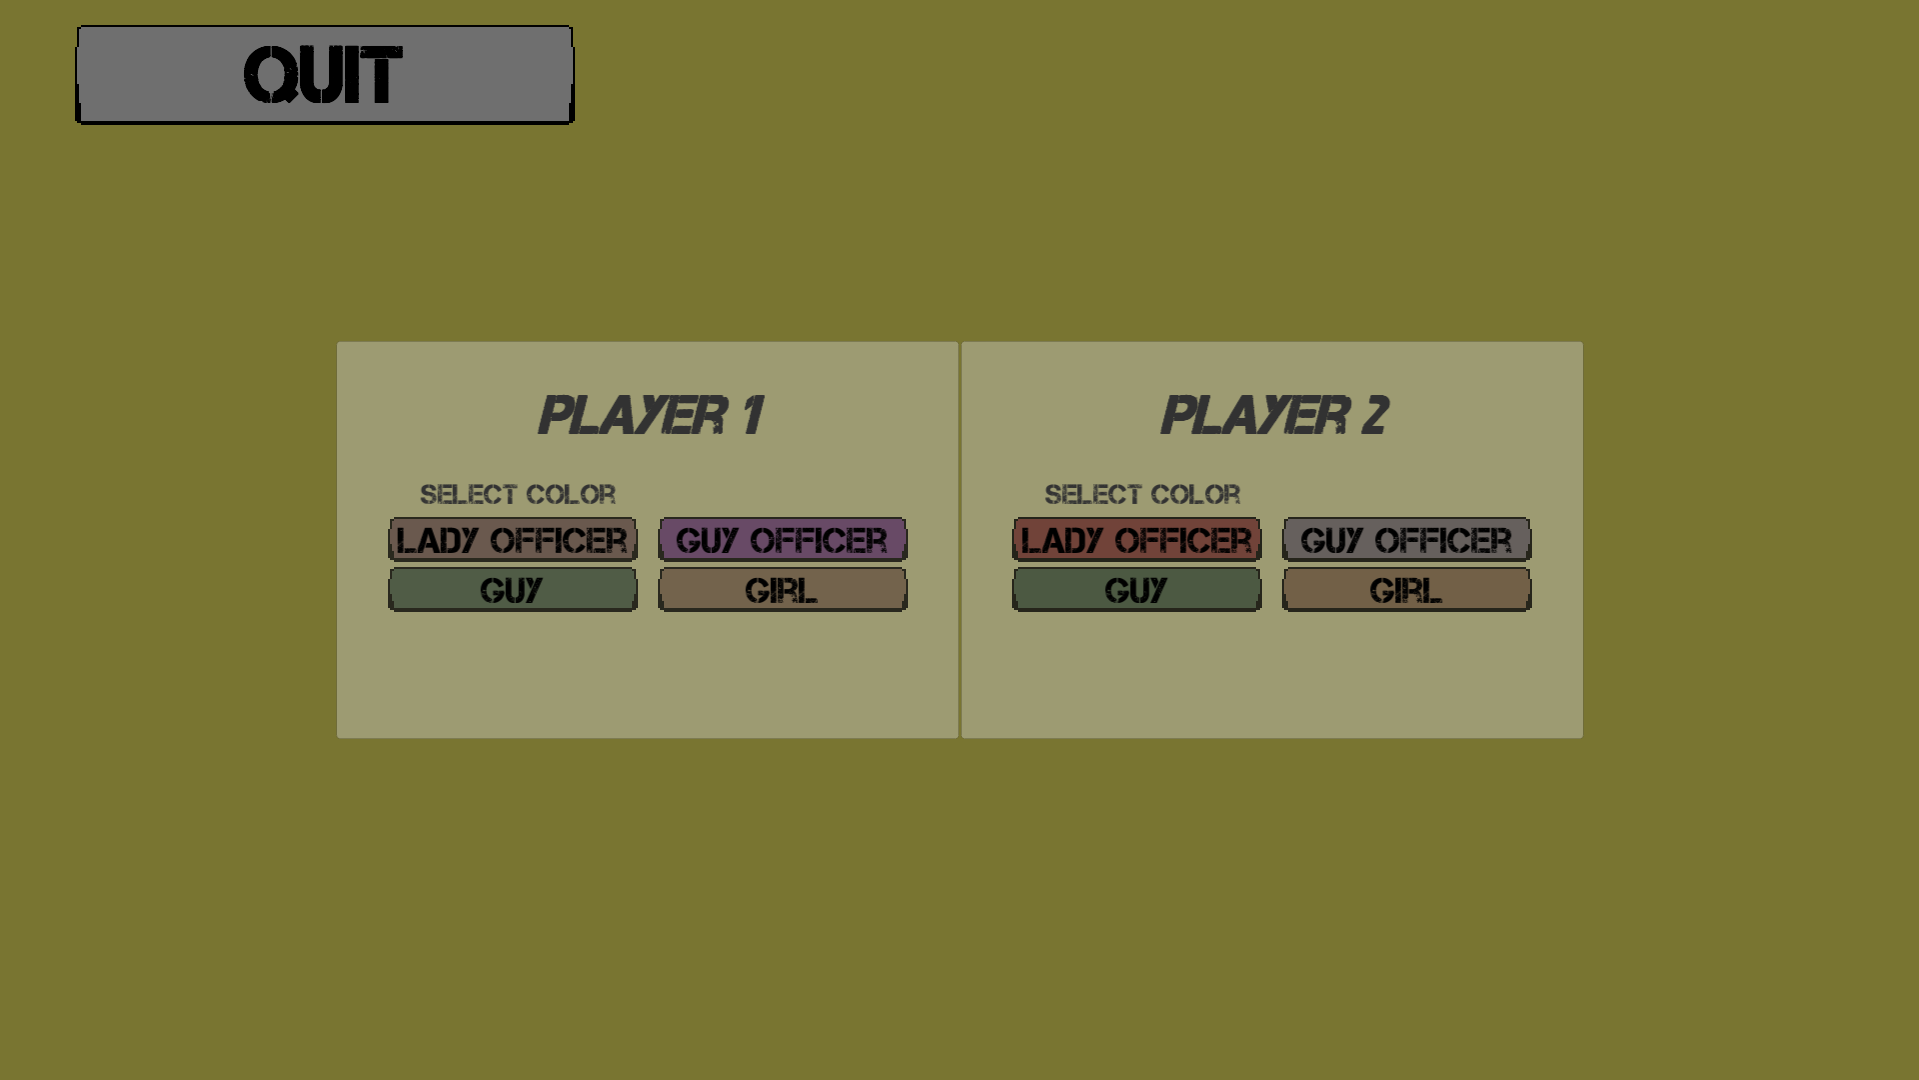 QUIT
PLAYER 1
SELECT COLOR
LADY OFFICER
GUY OFFICER
GUY
GIRL
PLAYER 2
SELECT COLOR
LADY OFFICER
GUY OFFICER
GUY
GIRL